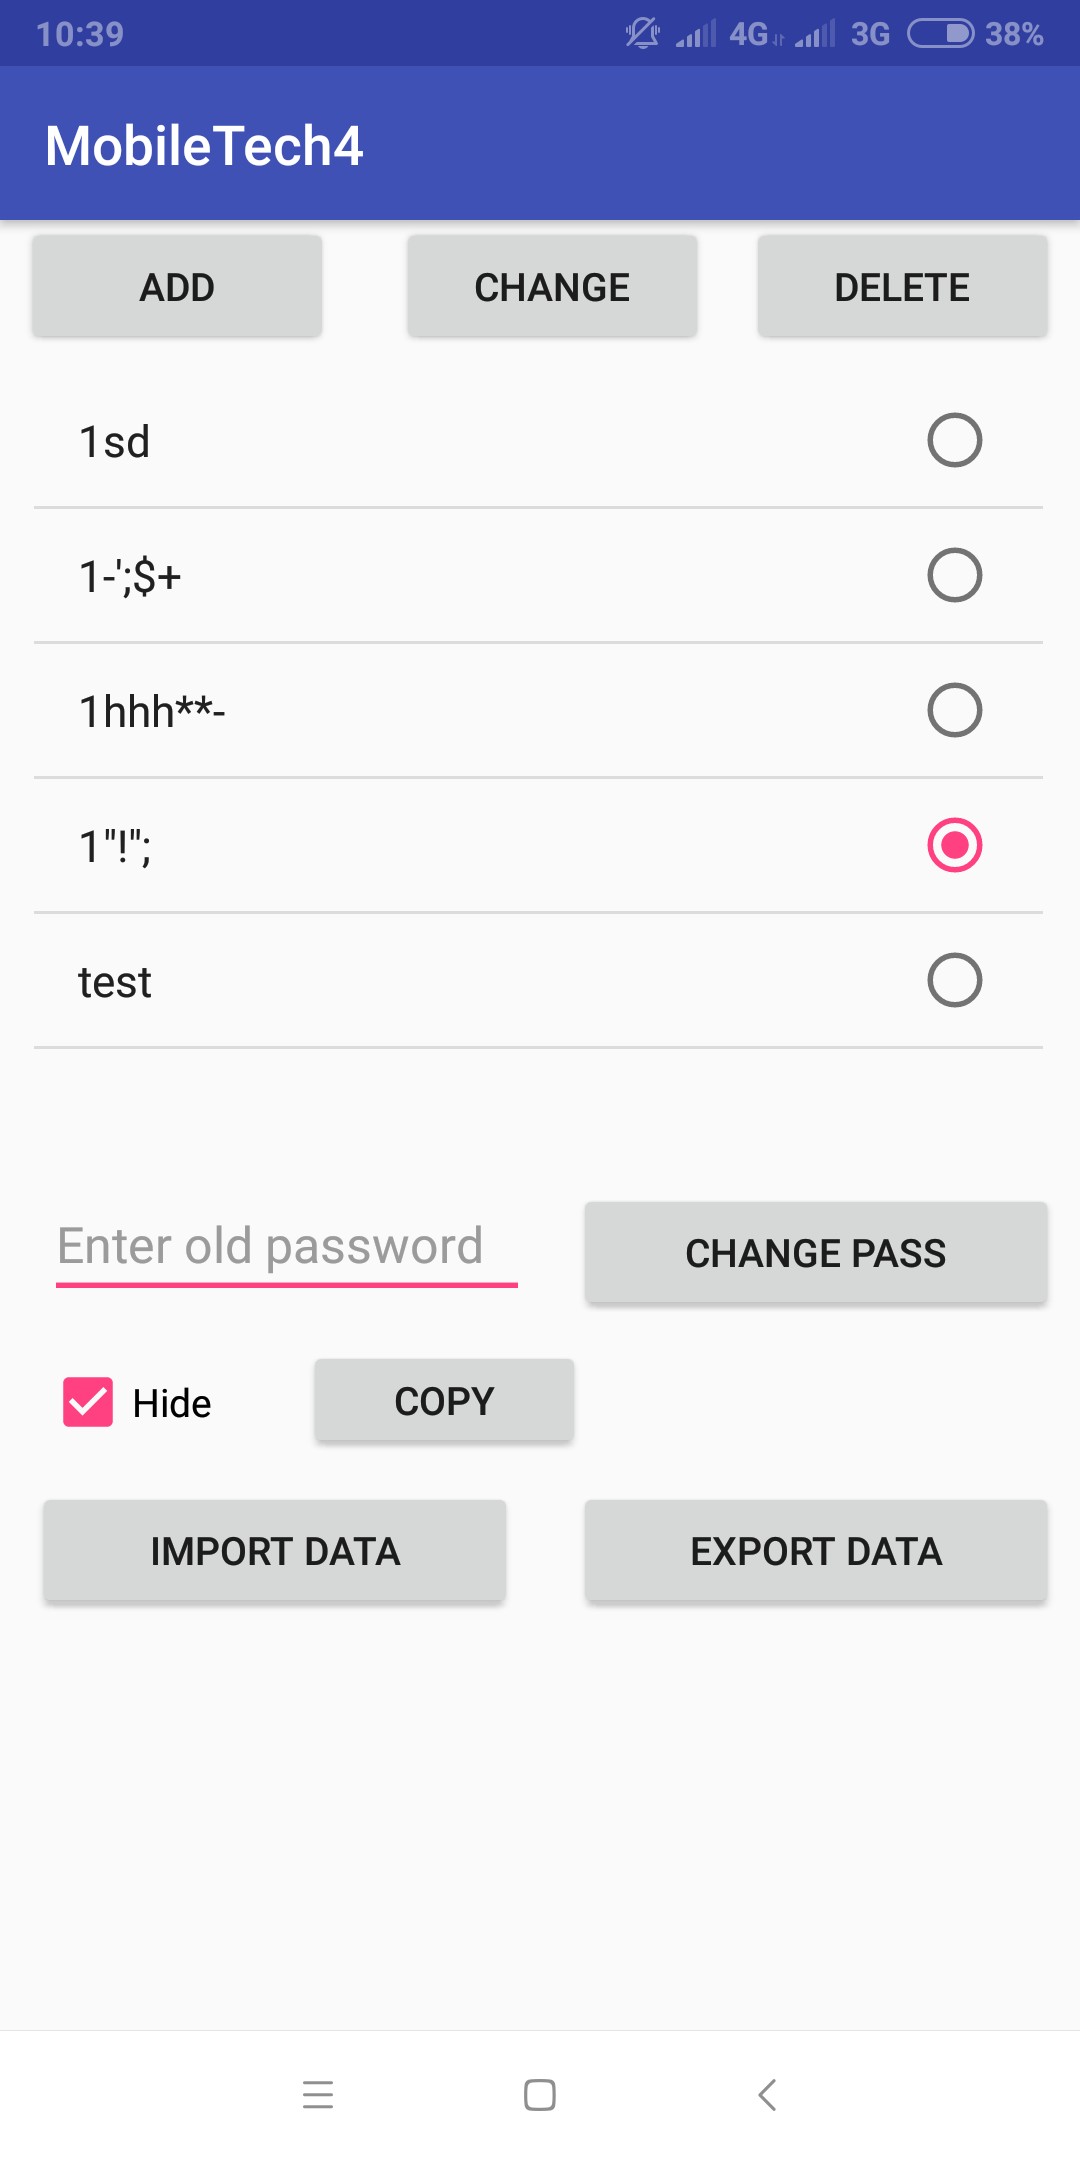 10:39 4G 3G 38%
MobileTech4
ADD CHANGE DELETE
1sd
1-';$+
1hhh**-
1"!";
test
Enter old password CHANGE PASS
Hide COPY
IMPORT DATA EXPORT DATA